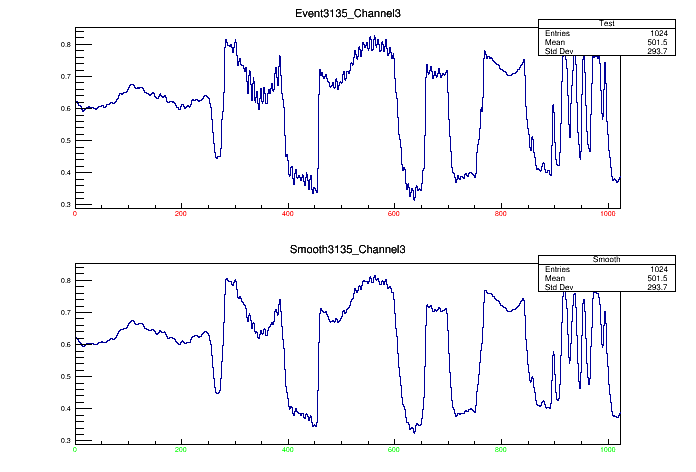 Event3135_Channel3
Test
Entries 1024
Mean 501.5
Std Dev 293.7
0.8
0.7
0.6
0.5
0.4
0.3
0 200 400 600 800 1000
Smooth3135_Channel3
Smooth
Entries 1024
Mean 501.5
Std Dev 293.7
0.8
0.7
0.6
0.5
0.4
0.3
0 200 400 600 800 1000